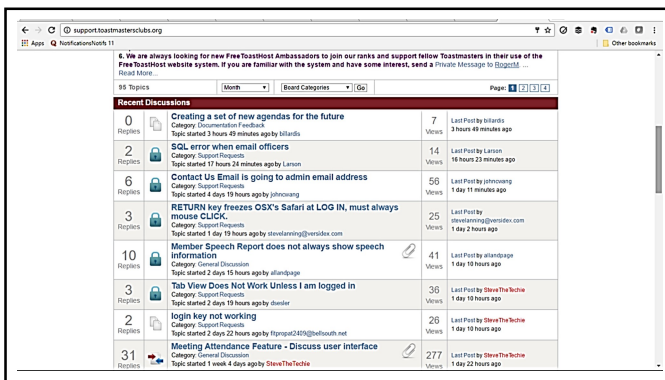 support.toastmastersclubs.org
Apps
NotificationsNotifs 11
Other bookmarks
6. We are always looking for new FreeToastHost Ambassadors to join our ranks and support fellow Toastmasters in their use of the
FreeToastHost website system. If you are familiar with the system and have some interest, send a Private Message to RogerM. ...
Read More...
95 Topics Month Board Categories Go Page: 1 2 3 4
Recent Discussions
0 Replies
Creating a set of new agendas for the future
Category: Documentation Feedback
Topic started 3 hours 49 minutes ago by billardis
7 Views
Last Post by billardis
3 hours 49 minutes ago
2 Replies
SQL error when email officers
Category: Support Requests
Topic started 17 hours 24 minutes ago by Larson
14 Views
Last Post by Larson
16 hours 23 minutes ago
6 Replies
Contact Us Email is going to admin email address
Category: Support Requests
Topic started 4 days 19 hours ago by johncwang
56 Views
Last Post by johncwang
1 day 11 minutes ago
3 Replies
RETURN key freezes OSX's Safari at LOG IN, must always
mouse CLICK.
Category: Support Requests
Topic started 1 day 19 hours ago by stevelanning@versidex.com
25 Views
Last Post by
stevelanning@versidex.com
1 day 2 hours ago
10 Replies
Member Speech Report does not always show speech
information
Category: General Discussion
Topic started 2 days 15 hours ago by allandpage
41 Views
Last Post by allandpage
1 day 10 hours ago
3 Replies
Tab View Does Not Work Unless I am logged in
Category: Support Requests
Topic started 2 days 19 hours ago by dsesler
36 Views
Last Post by SteveTheTechie
1 day 10 hours ago
2 Replies
login key not working
Category: Support Requests
Topic started 2 days 22 hours ago by fitpropat2409@bellsouth.net
26 Views
Last Post by SteveTheTechie
1 day 10 hours ago
31 Replies
Meeting Attendance Feature - Discuss user interface
Category: General Discussion
Topic started 1 week 4 days ago by SteveTheTechie
277 Views
Last Post by SteveTheTechie
1 day 22 hours ago